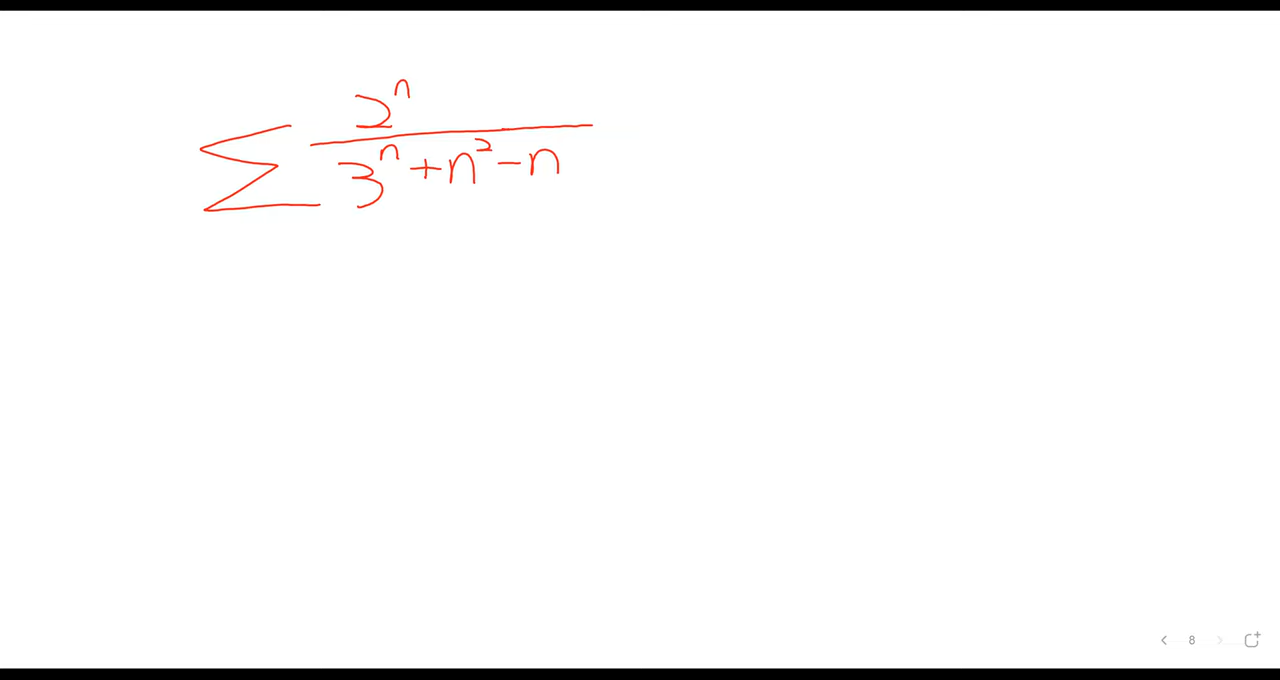 ∑ 2^n / (3^n + n^2 - n)
8